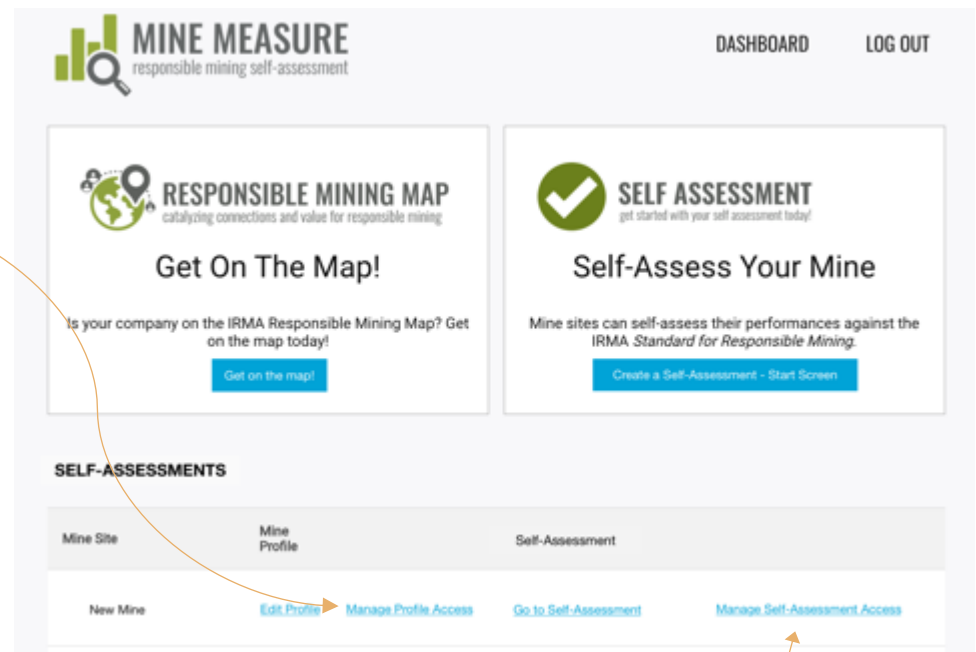 MINE MEASURE
responsible mining self-assessment
DASHBOARD LOG OUT
RESPONSIBLE MINING MAP
catalyzing connections and value for responsible mining
Get On The Map!
Is your company on the IRMA Responsible Mining Map? Get
on the map today!
Get on the map!
SELF ASSESSMENT
get started with your self assessment today!
Self-Assess Your Mine
Mine sites can self-assess their performances against the
IRMA Standard for Responsible Mining.
Create a Self-Assessment - Start Screen
SELF-ASSESSMENTS
Mine Site Mine Profile Self-Assessment
New Mine Edit Profile Manage Profile Access Go to Self-Assessment Manage Self-Assessment Access